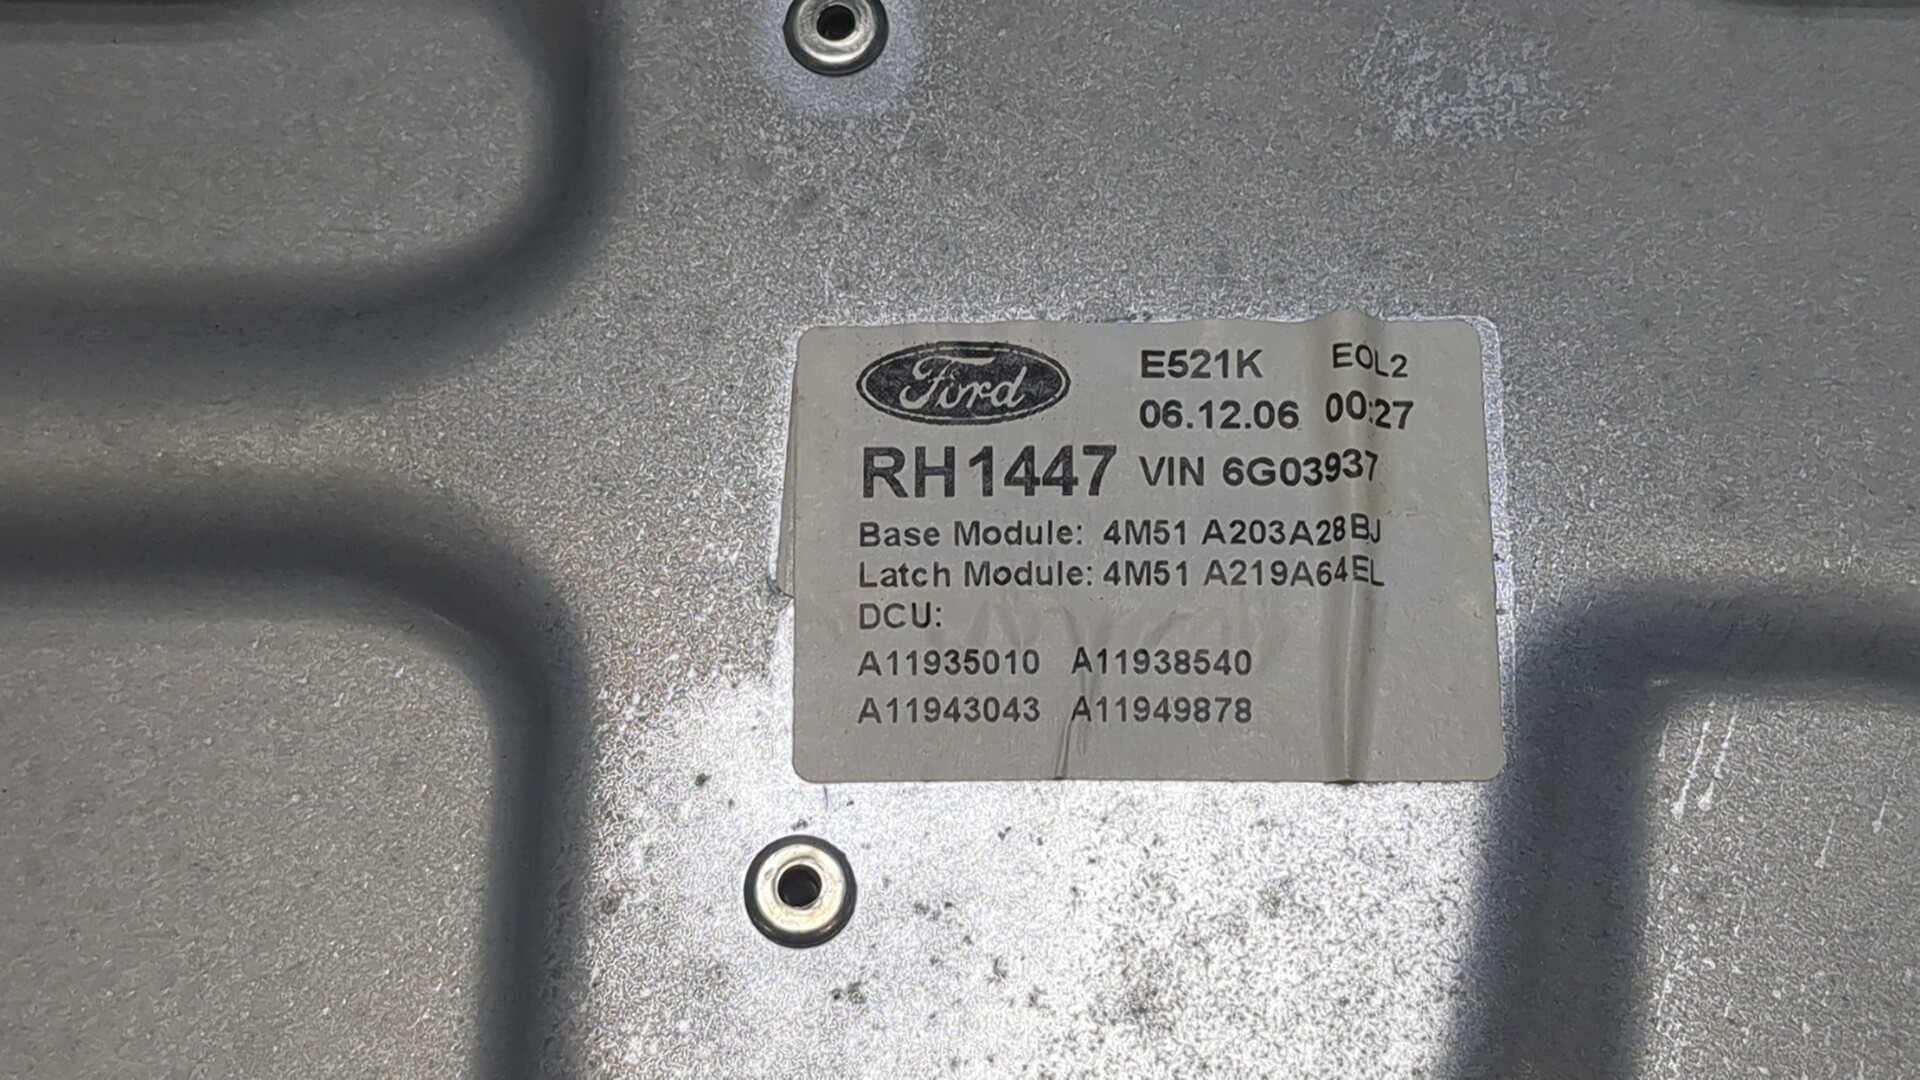 Ford E521K EOL2
06.12.06 00:27
RH1447 VIN 6G03937
Base Module: 4M51 A203A28BJ
Latch Module: 4M51 A219A64EL
DCU:
A11935010 A11938540
A11943043 A11949878